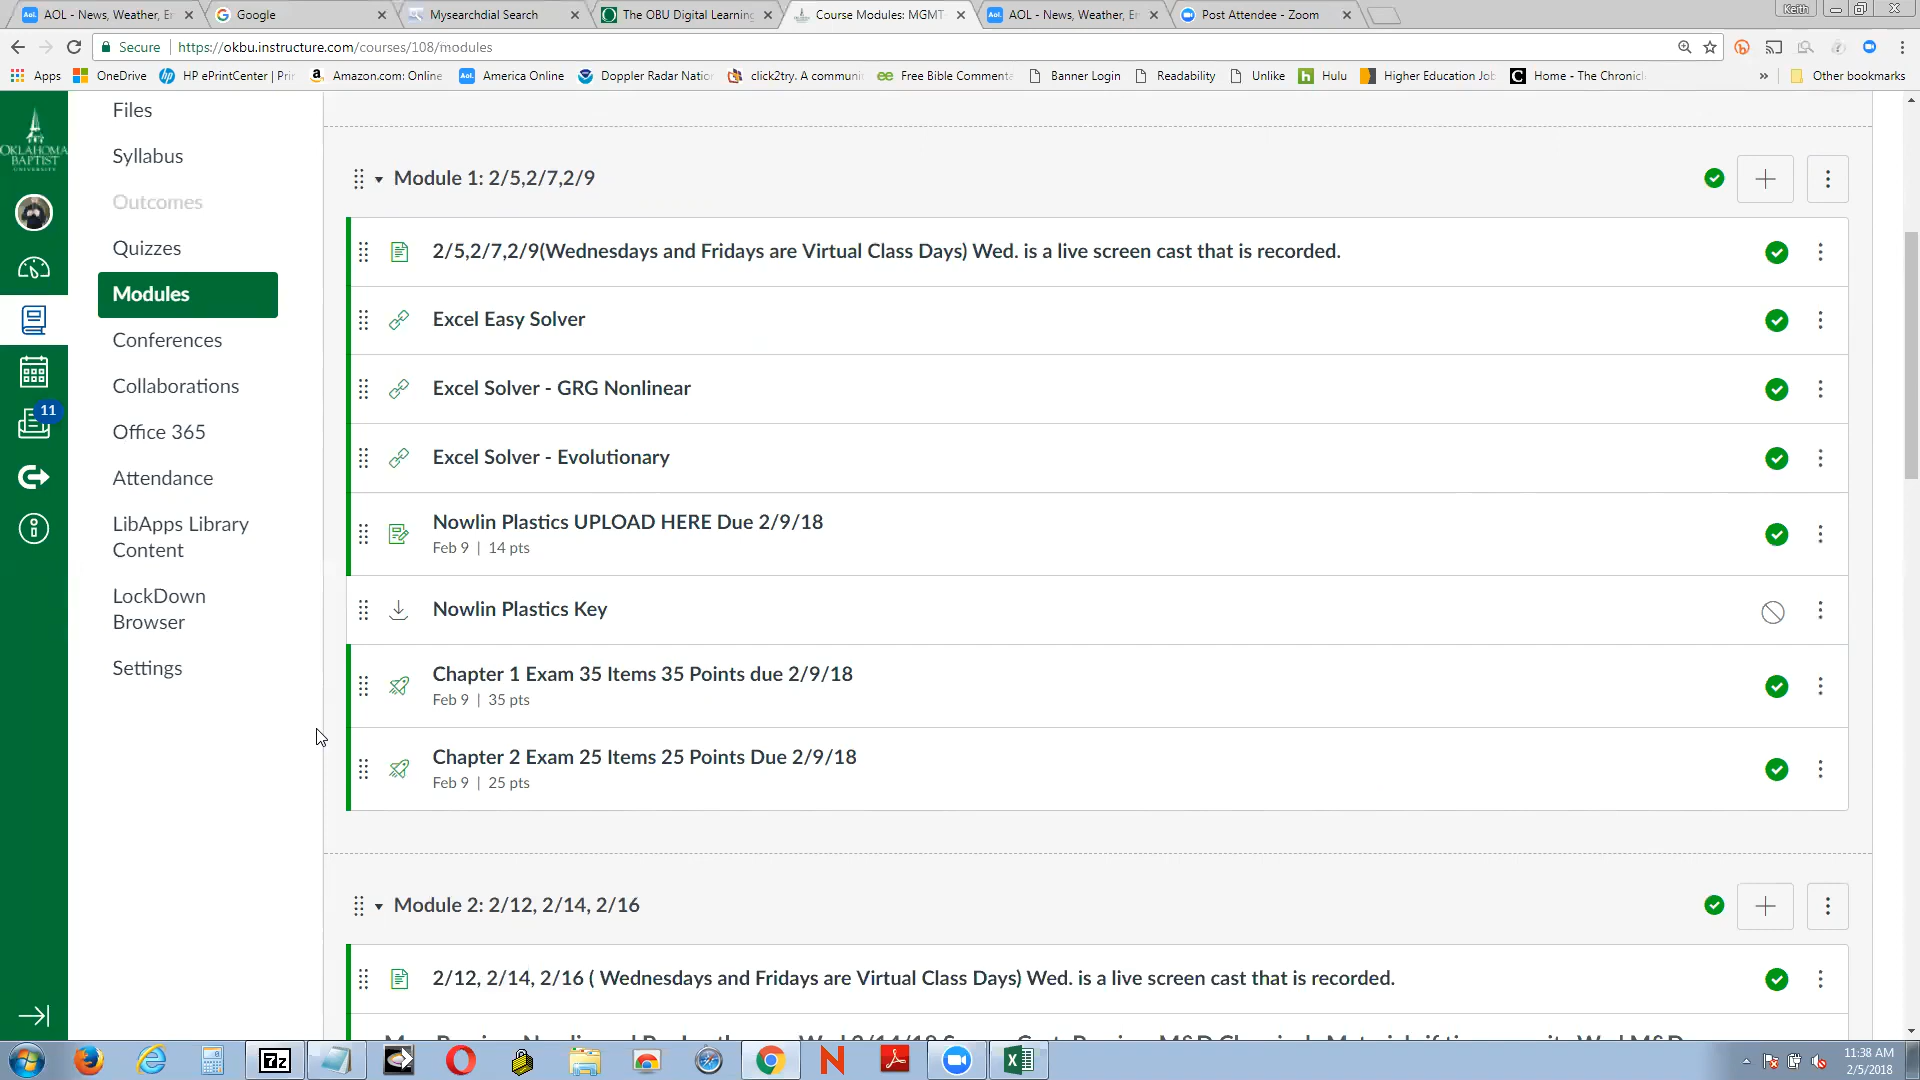 AOL - News, Weather, Er
Google
Mysearchdial Search
The OBU Digital Learning
Course Modules: MGMT
AOL - News, Weather, Er
Post Attendee - Zoom
Keith
Secure
https://okbu.instructure.com/courses/108/modules
Apps
OneDrive
HP ePrintCenter | Pri
Amazon.com: Online
America Online
Doppler Radar Natio
click2try. A communi
Free Bible Comment
Banner Login
Readability
Unlike
Hulu
Higher Education Job
Home - The Chronicl
Other bookmarks
OKLAHOMA
BAPTIST
UNIVERSITY
11
Files
Syllabus
Outcomes
Quizzes
Modules
Conferences
Collaborations
Office 365
Attendance
LibApps Library
Content
LockDown
Browser
Settings
Module 1: 2/5,2/7,2/9
2/5,2/7,2/9(Wednesdays and Fridays are Virtual Class Days) Wed. is a live screen cast that is recorded.
Excel Easy Solver
Excel Solver - GRG Nonlinear
Excel Solver - Evolutionary
Nowlin Plastics UPLOAD HERE Due 2/9/18
Feb 9 | 14 pts
Nowlin Plastics Key
Chapter 1 Exam 35 Items 35 Points due 2/9/18
Feb 9 | 35 pts
Chapter 2 Exam 25 Items 25 Points Due 2/9/18
Feb 9 | 25 pts
Module 2: 2/12, 2/14, 2/16
2/12, 2/14, 2/16 ( Wednesdays and Fridays are Virtual Class Days) Wed. is a live screen cast that is recorded.
11:38 AM
2/5/2018